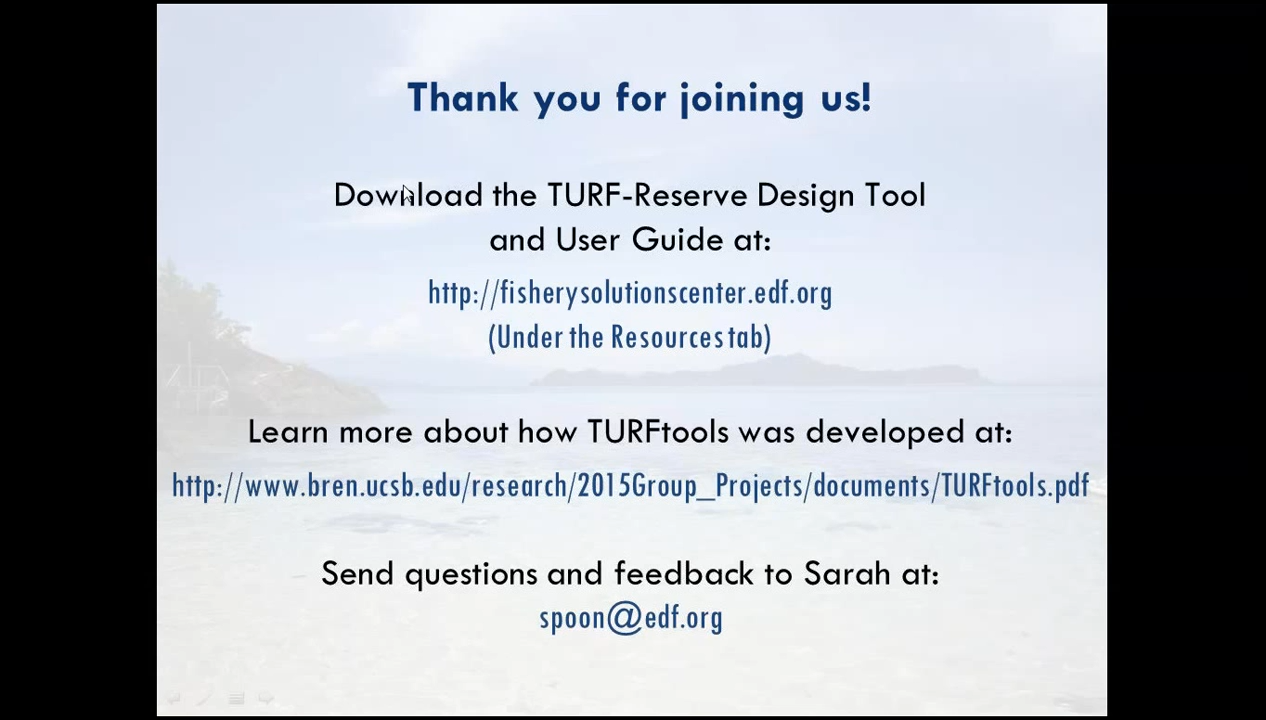 Thank you for joining us!
Download the TURF-Reserve Design Tool
and User Guide at:
http://fisherysolutionscenter.edf.org
(Under the Resources tab)
Learn more about how TURFtools was developed at:
http://www.bren.ucsb.edu/research/2015Group_Projects/documents/TURFtools.pdf
Send questions and feedback to Sarah at:
spoon@edf.org